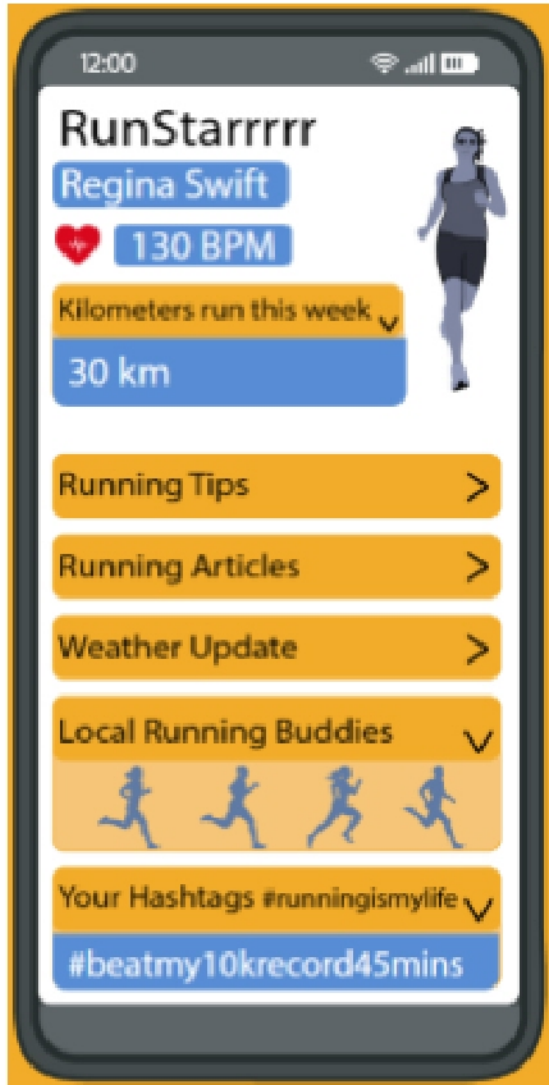 12:00
RunStarrrrr
Regina Swift
130 BPM
Kilometers run this week
30 km
Running Tips
Running Articles
Weather Update
Local Running Buddies
Your Hashtags #runningismylife
#beatmy10krecord45mins